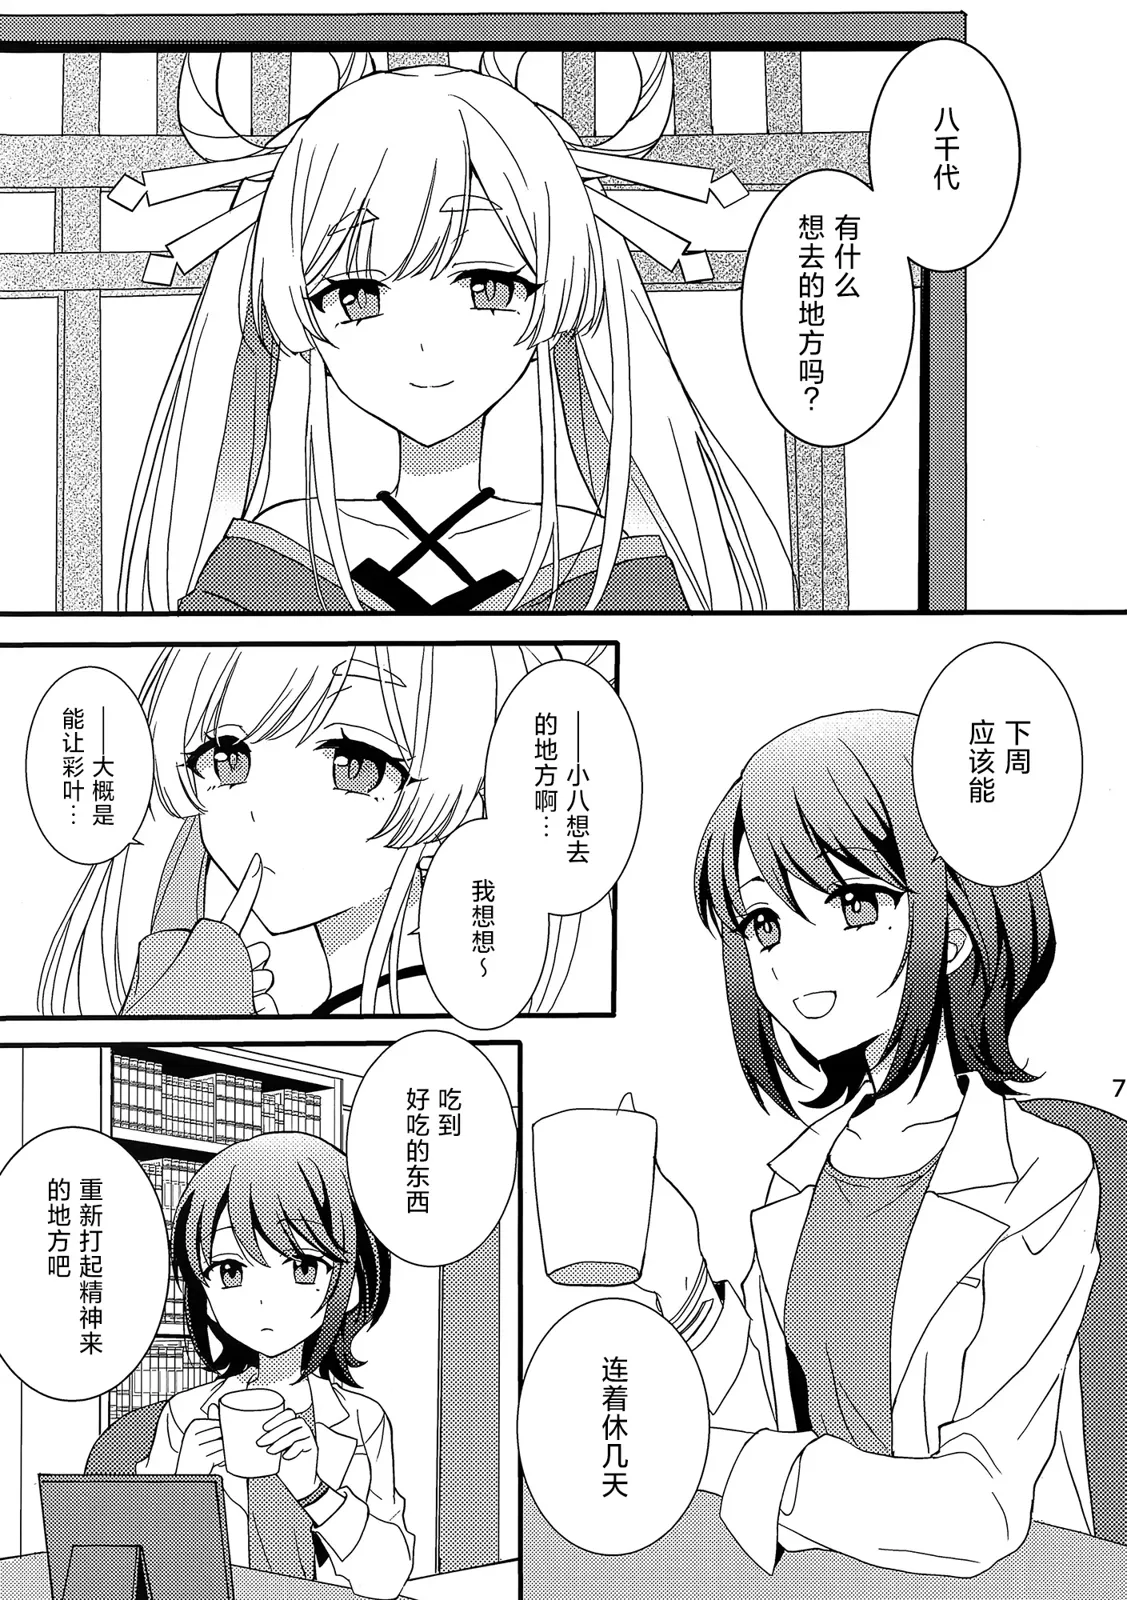 八千代
有什么
想去的地方吗？
下周
应该能
连着休几天
——小八想去
的地方啊…
我想想～
——大概是
能让彩叶…
吃到
好吃的东西
重新打起精神来
的地方吧
7